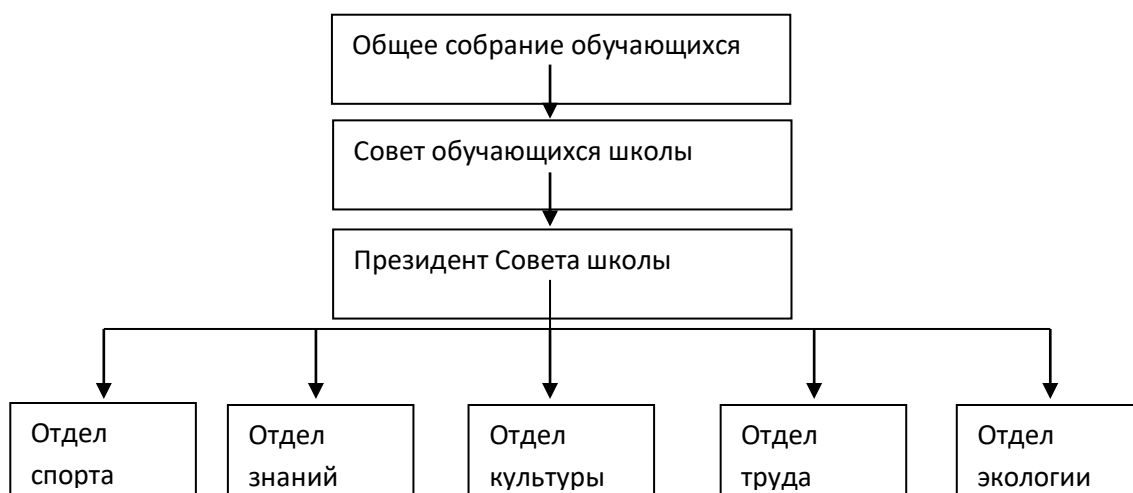 Общее собрание обучающихся
Совет обучающихся школы
Президент Совета школы
Отдел
спорта
Отдел
знаний
Отдел
культуры
Отдел
труда
Отдел
экологии